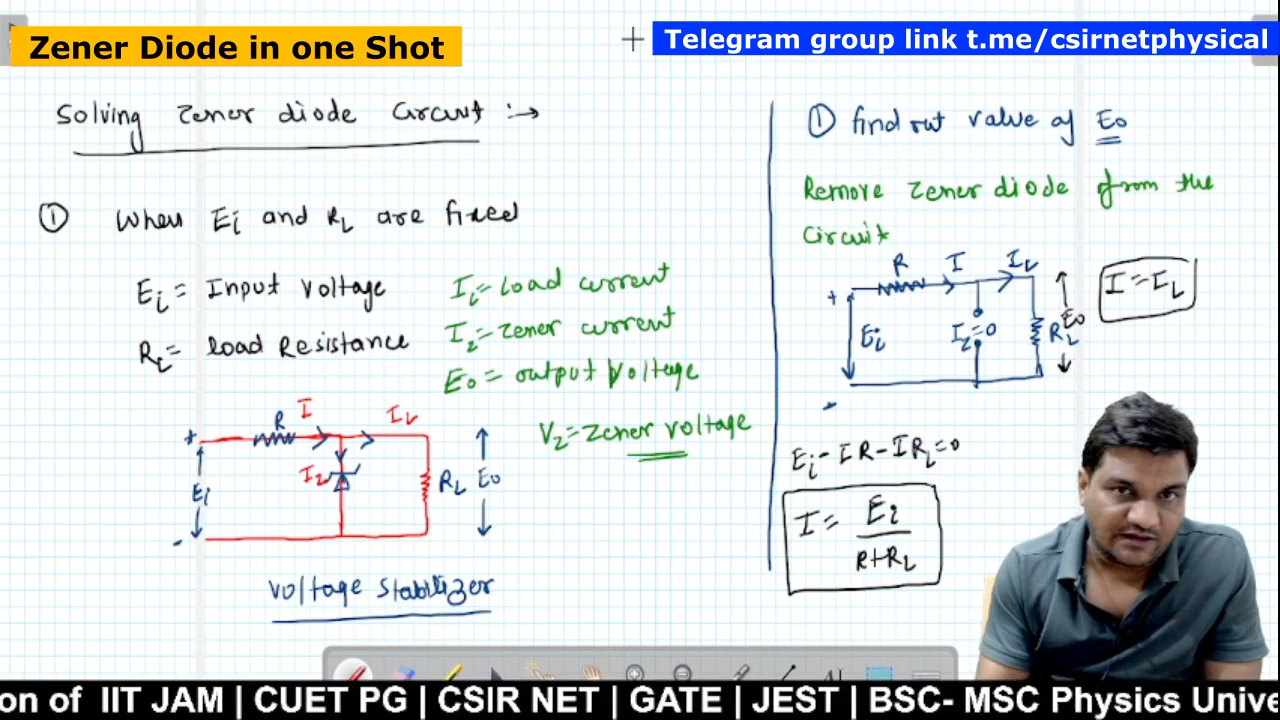 Zener Diode in one Shot
Telegram group link t.me/csirnetphysical
Solving Zener diode Circuit :→
① When Ei and RL are fixed
Ei = Input Voltage
RL = load Resistance
IL = Load current
Iz = Zener current
Eo = output Voltage
Vz = Zener voltage
R I IL
+
Ei
Iz
RL Eo
-
Voltage Stabilizer
① find out value of Eo
Remove Zener diode from the
Circuit
R I IL
+
Ei
Iz=0
RL Eo
-
I = IL
Ei - IR - IRL = 0
I = Ei / R+RL
on of IIT JAM | CUET PG | CSIR NET | GATE | JEST | BSC- MSC Physics Unive